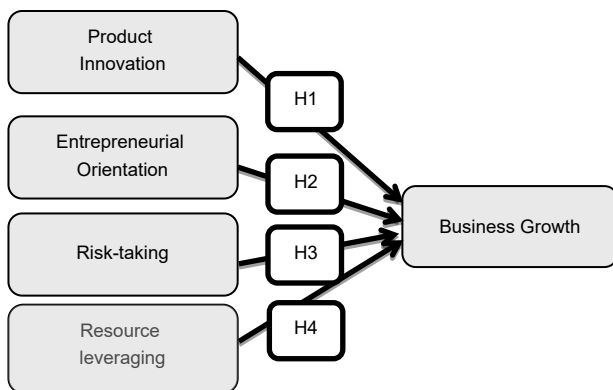 Product
Innovation
H1
Entrepreneurial
Orientation
H2
Business Growth
Risk-taking
H3
Resource
leveraging
H4